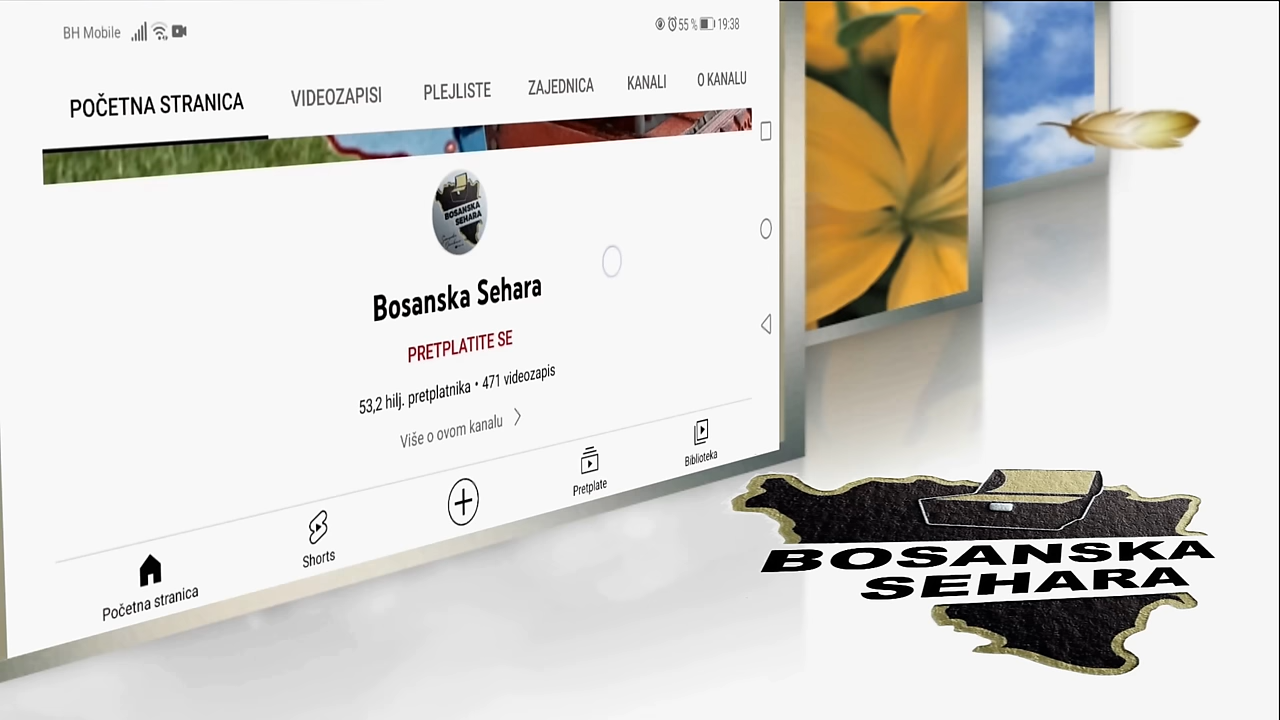 BH Mobile
55 %
19:38
POČETNA STRANICA
VIDEOZAPISI
PLEJLISTE
ZAJEDNICA
KANALI
O KANALU
BOSANSKA
SEHARA
Bosanska Sehara
PRETPLATITE SE
53,2 hilj. pretplatnika • 471 videozapis
Više o ovom kanalu
Početna stranica
Shorts
Pretplate
Biblioteka
BOSANSKA
SEHARA